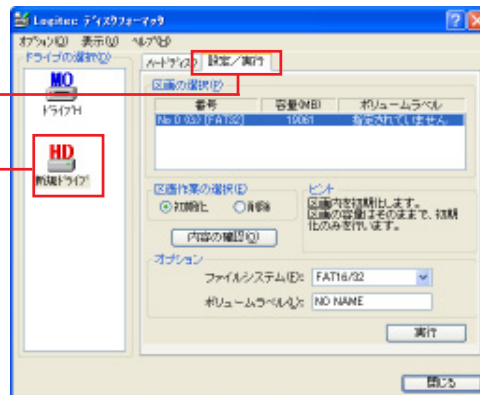 Logitec ディスクフォーマッタ
オプション(O) 表示(V) ヘルプ(H)
ドライブの選択(D)
MO
ドライブH
HD
新規ドライブ
ハードディスク 設定／実行
区画の選択(P)
番号 容量(MB) ボリュームラベル
No 0 (03) [FAT32] 19061 指定されていません
区画作業の選択(E)
初期化 削除
内容の確認(Q)
ヒント
区画内を初期化します。
区画の容量はそのままで、初期
化のみを行います。
オプション
ファイルシステム(E): FAT16/32
ボリュームラベル(L): NO NAME
実行
閉じる